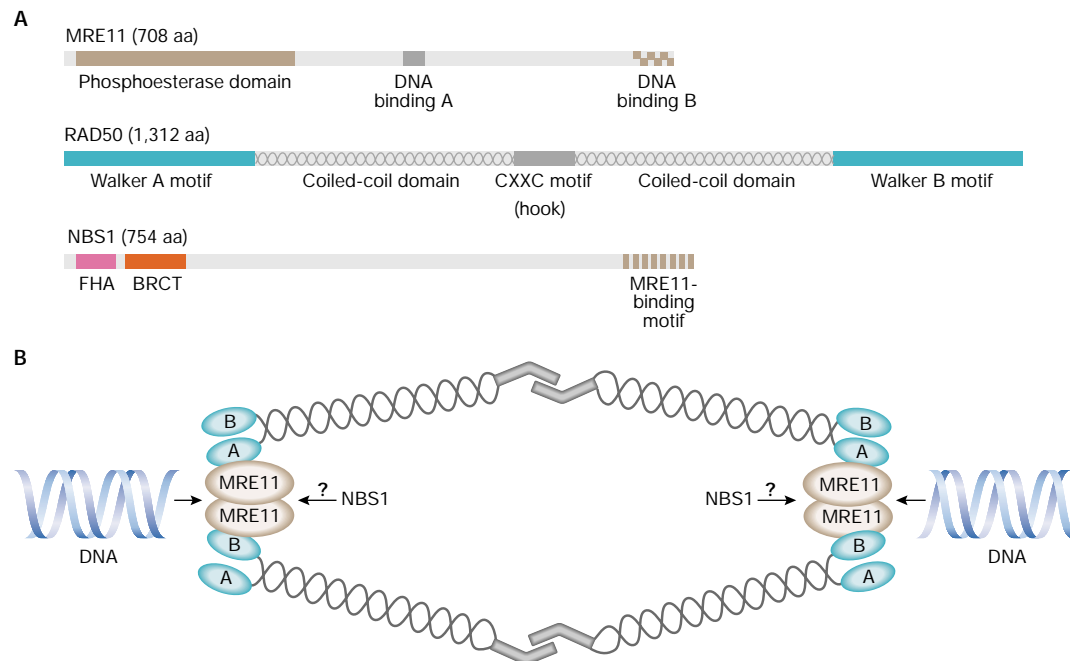 A
MRE11 (708 aa)
Phosphoesterase domain
DNA
binding A
DNA
binding B
RAD50 (1,312 aa)
Walker A motif
Coiled-coil domain
CXXC motif
(hook)
Coiled-coil domain
Walker B motif
NBS1 (754 aa)
FHA
BRCT
MRE11-
binding
motif
B
B
A
MRE11
MRE11
B
A
DNA
?
NBS1
NBS1
?
B
A
MRE11
MRE11
B
A
DNA